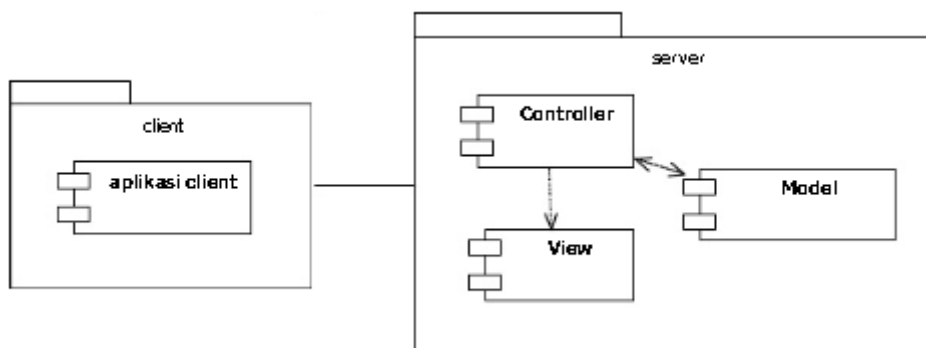 server
client
Controller
aplikasi client
Model
View